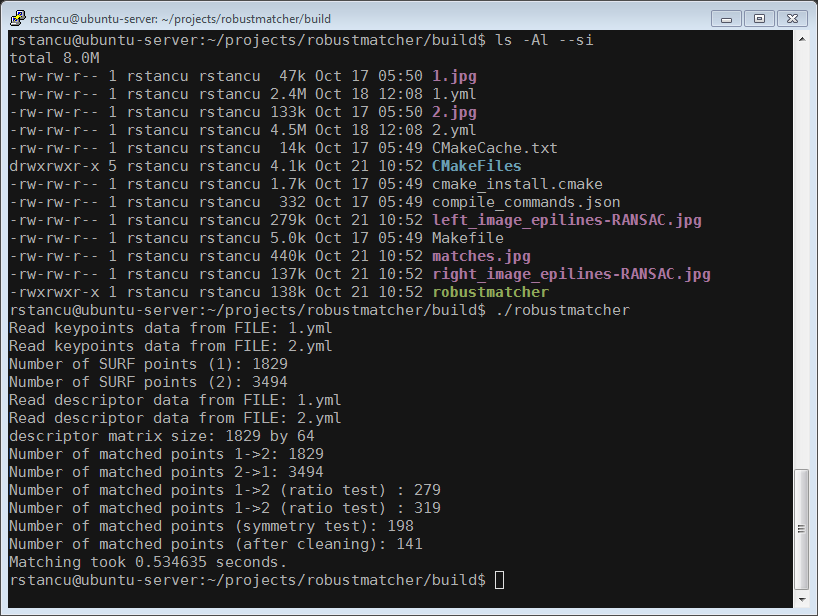 rstancu@ubuntu-server: ~/projects/robustmatcher/build
rstancu@ubuntu-server:~/projects/robustmatcher/build$ ls -Al --si
total 8.0M
-rw-rw-r-- 1 rstancu rstancu  47k Oct 17 05:50 1.jpg
-rw-rw-r-- 1 rstancu rstancu 2.4M Oct 18 12:08 1.yml
-rw-rw-r-- 1 rstancu rstancu 133k Oct 17 05:50 2.jpg
-rw-rw-r-- 1 rstancu rstancu 4.5M Oct 18 12:08 2.yml
-rw-rw-r-- 1 rstancu rstancu  14k Oct 17 05:49 CMakeCache.txt
drwxrwxr-x 5 rstancu rstancu 4.1k Oct 21 10:52 CMakeFiles
-rw-rw-r-- 1 rstancu rstancu 1.7k Oct 17 05:49 cmake_install.cmake
-rw-rw-r-- 1 rstancu rstancu  332 Oct 17 05:49 compile_commands.json
-rw-rw-r-- 1 rstancu rstancu 279k Oct 21 10:52 left_image_epilines-RANSAC.jpg
-rw-rw-r-- 1 rstancu rstancu 5.0k Oct 17 05:49 Makefile
-rw-rw-r-- 1 rstancu rstancu 440k Oct 21 10:52 matches.jpg
-rw-rw-r-- 1 rstancu rstancu 137k Oct 21 10:52 right_image_epilines-RANSAC.jpg
-rwxrwxr-x 1 rstancu rstancu 138k Oct 21 10:52 robustmatcher
rstancu@ubuntu-server:~/projects/robustmatcher/build$ ./robustmatcher
Read keypoints data from FILE: 1.yml
Read keypoints data from FILE: 2.yml
Number of SURF points (1): 1829
Number of SURF points (2): 3494
Read descriptor data from FILE: 1.yml
Read descriptor data from FILE: 2.yml
descriptor matrix size: 1829 by 64
Number of matched points 1->2: 1829
Number of matched points 2->1: 3494
Number of matched points 1->2 (ratio test) : 279
Number of matched points 1->2 (ratio test) : 319
Number of matched points (symmetry test): 198
Number of matched points (after cleaning): 141
Matching took 0.534635 seconds.
rstancu@ubuntu-server:~/projects/robustmatcher/build$